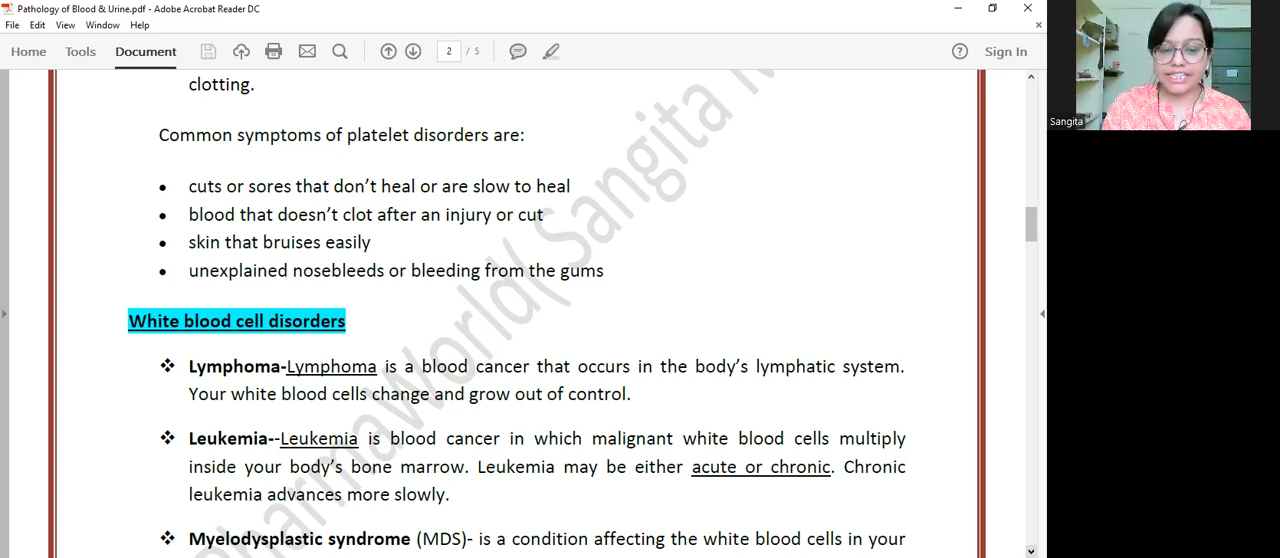 Pathology of Blood & Urine.pdf - Adobe Acrobat Reader DC
File Edit View Window Help
Home Tools Document 2 / 5 Sign In
clotting.
Common symptoms of platelet disorders are:
• cuts or sores that don’t heal or are slow to heal
• blood that doesn’t clot after an injury or cut
• skin that bruises easily
• unexplained nosebleeds or bleeding from the gums
White blood cell disorders
❖ Lymphoma-Lymphoma is a blood cancer that occurs in the body’s lymphatic system.
Your white blood cells change and grow out of control.
❖ Leukemia--Leukemia is blood cancer in which malignant white blood cells multiply
inside your body’s bone marrow. Leukemia may be either acute or chronic. Chronic
leukemia advances more slowly.
❖ Myelodysplastic syndrome (MDS)- is a condition affecting the white blood cells in your
harmaWorld( Sangita
Sangita